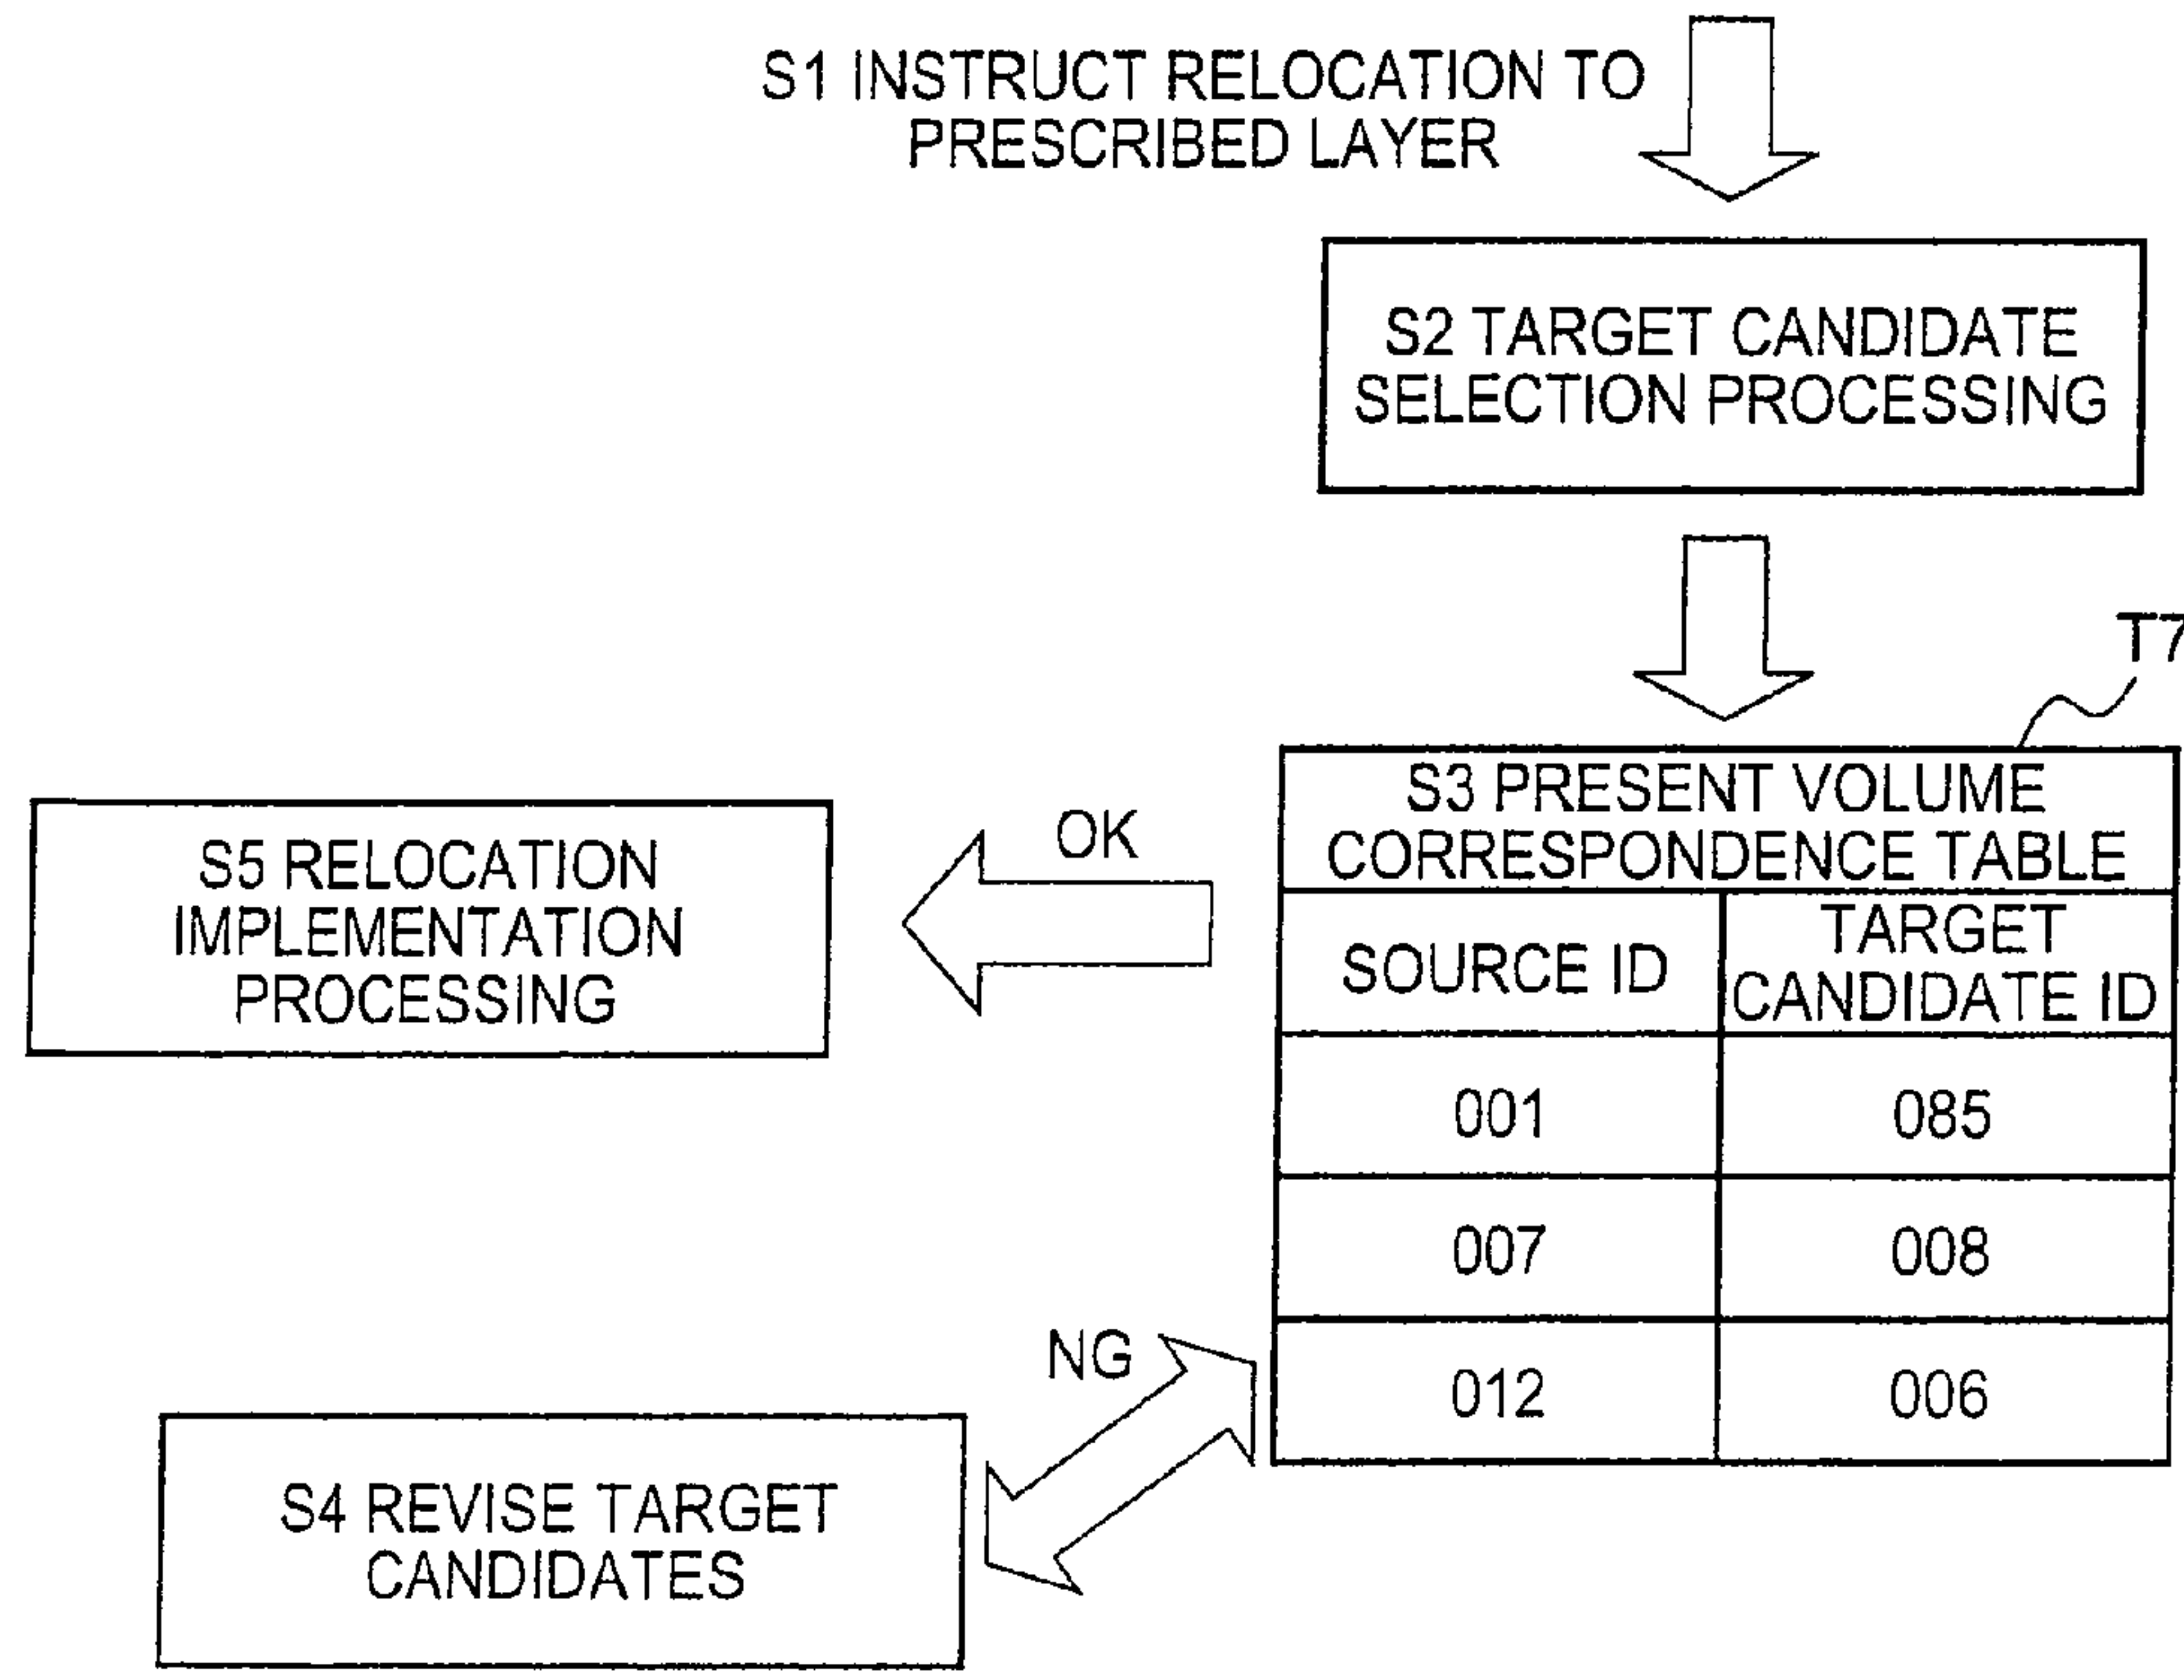 S1 INSTRUCT RELOCATION TO
PRESCRIBED LAYER
S2 TARGET CANDIDATE
SELECTION PROCESSING
T7
S3 PRESENT VOLUME
CORRESPONDENCE TABLE
SOURCE ID
TARGET
CANDIDATE ID
001
085
007
008
012
006
OK
S5 RELOCATION
IMPLEMENTATION
PROCESSING
NG
S4 REVISE TARGET
CANDIDATES